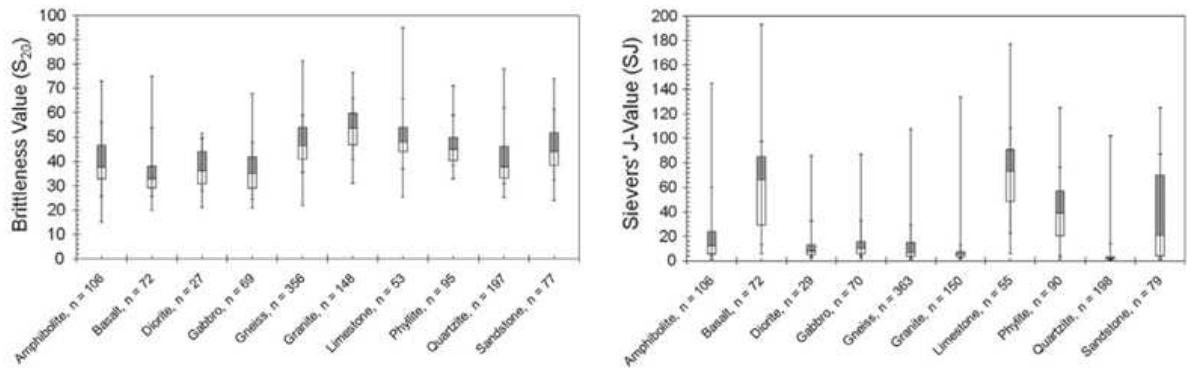 Brittleness Value (S20)
100
90
80
70
60
50
40
30
20
10
0
Amphibolite, n = 106
Basalt, n = 72
Diorite, n = 27
Gabbro, n = 69
Gneiss, n = 356
Granite, n = 148
Limestone, n = 53
Phyllite, n = 95
Quartzite, n = 197
Sandstone, n = 77
Sievers' J-Value (SJ)
200
180
160
140
120
100
80
60
40
20
0
Amphibolite, n = 106
Basalt, n = 72
Diorite, n = 29
Gabbro, n = 70
Gneiss, n = 363
Granite, n = 150
Limestone, n = 55
Phyllite, n = 90
Quartzite, n = 198
Sandstone, n = 79